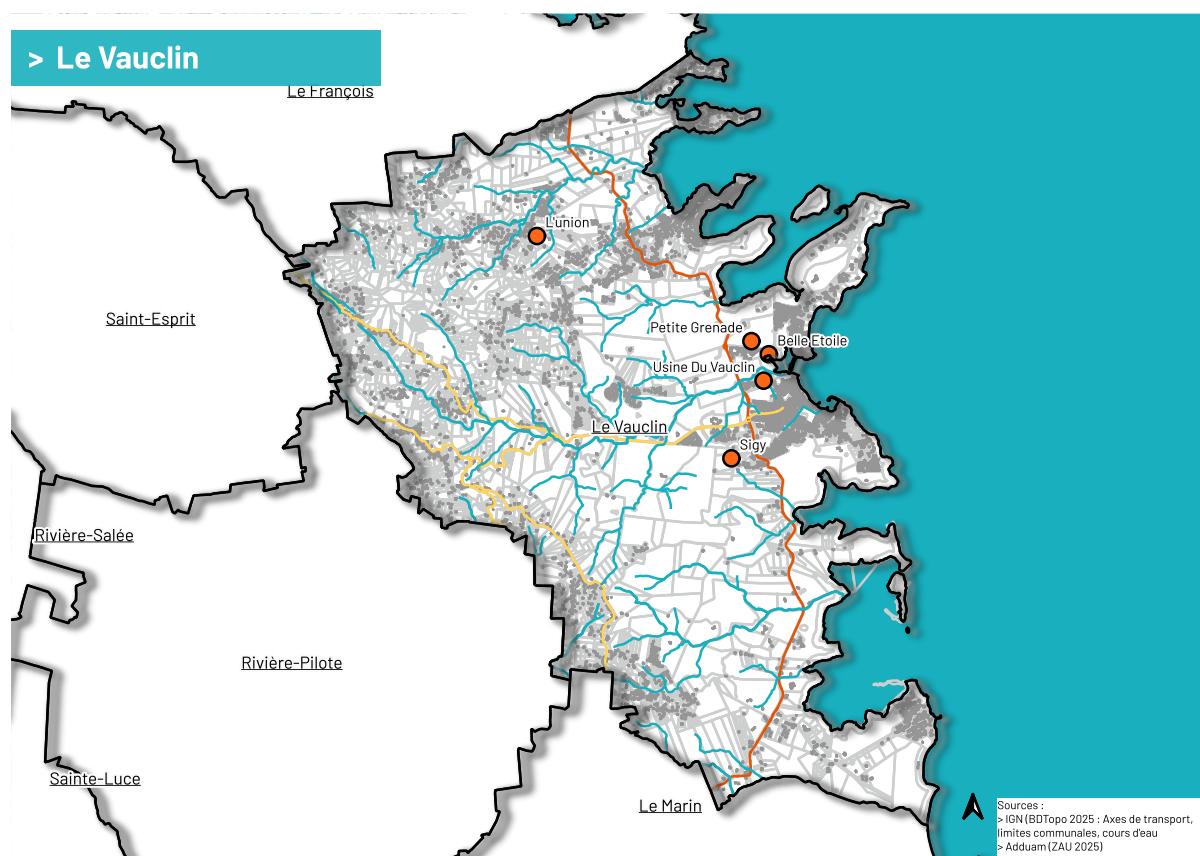 > Le Vauclin
Le François
L'union
Saint-Esprit
Petite Grenade
Belle Etoile
Usine Du Vauclin
Le Vauclin
Sigy
Rivière-Salée
Rivière-Pilote
Sainte-Luce
Le Marin
Sources :
> IGN (BDTopo 2025 : Axes de transport,
limites communales, cours d'eau
> Adduam (ZAU 2025)